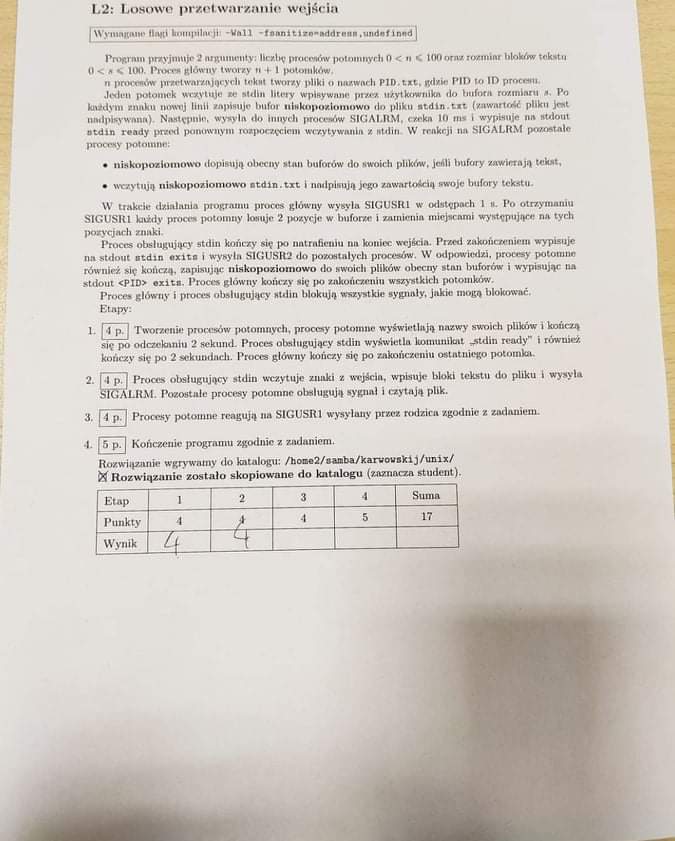 L2: Losowe przetwarzanie wejścia
Wymagane flagi kompilacji: -Wall -fsanitize=address,undefined
Program przyjmuje 2 argumenty: liczbę procesów potomnych 0 < n ⩽ 100 oraz rozmiar bloków tekstu
0 < s ⩽ 100. Proces główny tworzy n + 1 potomków.
n procesów przetwarzających tekst tworzy pliki o nazwach PID.txt, gdzie PID to ID procesu.
Jeden potomek wczytuje ze stdin litery wpisywane przez użytkownika do bufora rozmiaru s. Po
każdym znaku nowej linii zapisuje bufor niskopoziomowo do pliku stdin.txt (zawartość pliku jest
nadpisywana). Następnie, wysyła do innych procesów SIGALRM, czeka 10 ms i wypisuje na stdout
stdin ready przed ponownym rozpoczęciem wczytywania z stdin. W reakcji na SIGALRM pozostałe
procesy potomne:
• niskopoziomowo dopisują obecny stan buforów do swoich plików, jeśli bufory zawierają tekst,
• wczytują niskopoziomowo stdin.txt i nadpisują jego zawartością swoje bufory tekstu.
W trakcie działania programu proces główny wysyła SIGUSR1 w odstępach 1 s. Po otrzymaniu
SIGUSR1 każdy proces potomny losuje 2 pozycje w buforze i zamienia miejscami występujące na tych
pozycjach znaki.
Proces obsługujący stdin kończy się po natrafieniu na koniec wejścia. Przed zakończeniem wypisuje
na stdout stdin exits i wysyła SIGUSR2 do pozostałych procesów. W odpowiedzi, procesy potomne
również się kończą, zapisując niskopoziomowo do swoich plików obecny stan buforów i wypisując na
stdout <PID> exits. Proces główny kończy się po zakończeniu wszystkich potomków.
Proces główny i proces obsługujący stdin blokują wszystkie sygnały, jakie mogą blokować.
Etapy:
1. 4 p. Tworzenie procesów potomnych, procesy potomne wyświetlają nazwy swoich plików i kończą
się po odczekaniu 2 sekund. Proces obsługujący stdin wyświetla komunikat „stdin ready” i również
kończy się po 2 sekundach. Proces główny kończy się po zakończeniu ostatniego potomka.
2. 4 p. Proces obsługujący stdin wczytuje znaki z wejścia, wpisuje bloki tekstu do pliku i wysyła
SIGALRM. Pozostałe procesy potomne obsługują sygnał i czytają plik.
3. 4 p. Procesy potomne reagują na SIGUSR1 wysyłany przez rodzica zgodnie z zadaniem.
4. 5 p. Kończenie programu zgodnie z zadaniem.
Rozwiązanie wgrywamy do katalogu: /home2/samba/karwowskij/unix/
☒ Rozwiązanie zostało skopiowane do katalogu (zaznacza student).
Etap 1 2 3 4 Suma
Punkty 4 4 4 5 17
Wynik 4 4